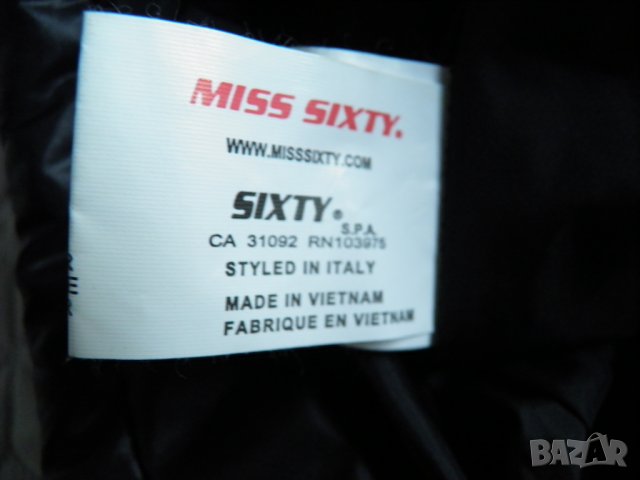 MISS SIXTY.
WWW.MISSSIXTY.COM
SIXTY®
S.P.A.
CA 31092 RN103975
STYLED IN ITALY
MADE IN VIETNAM
FABRIQUE EN VIETNAM
BAZAR